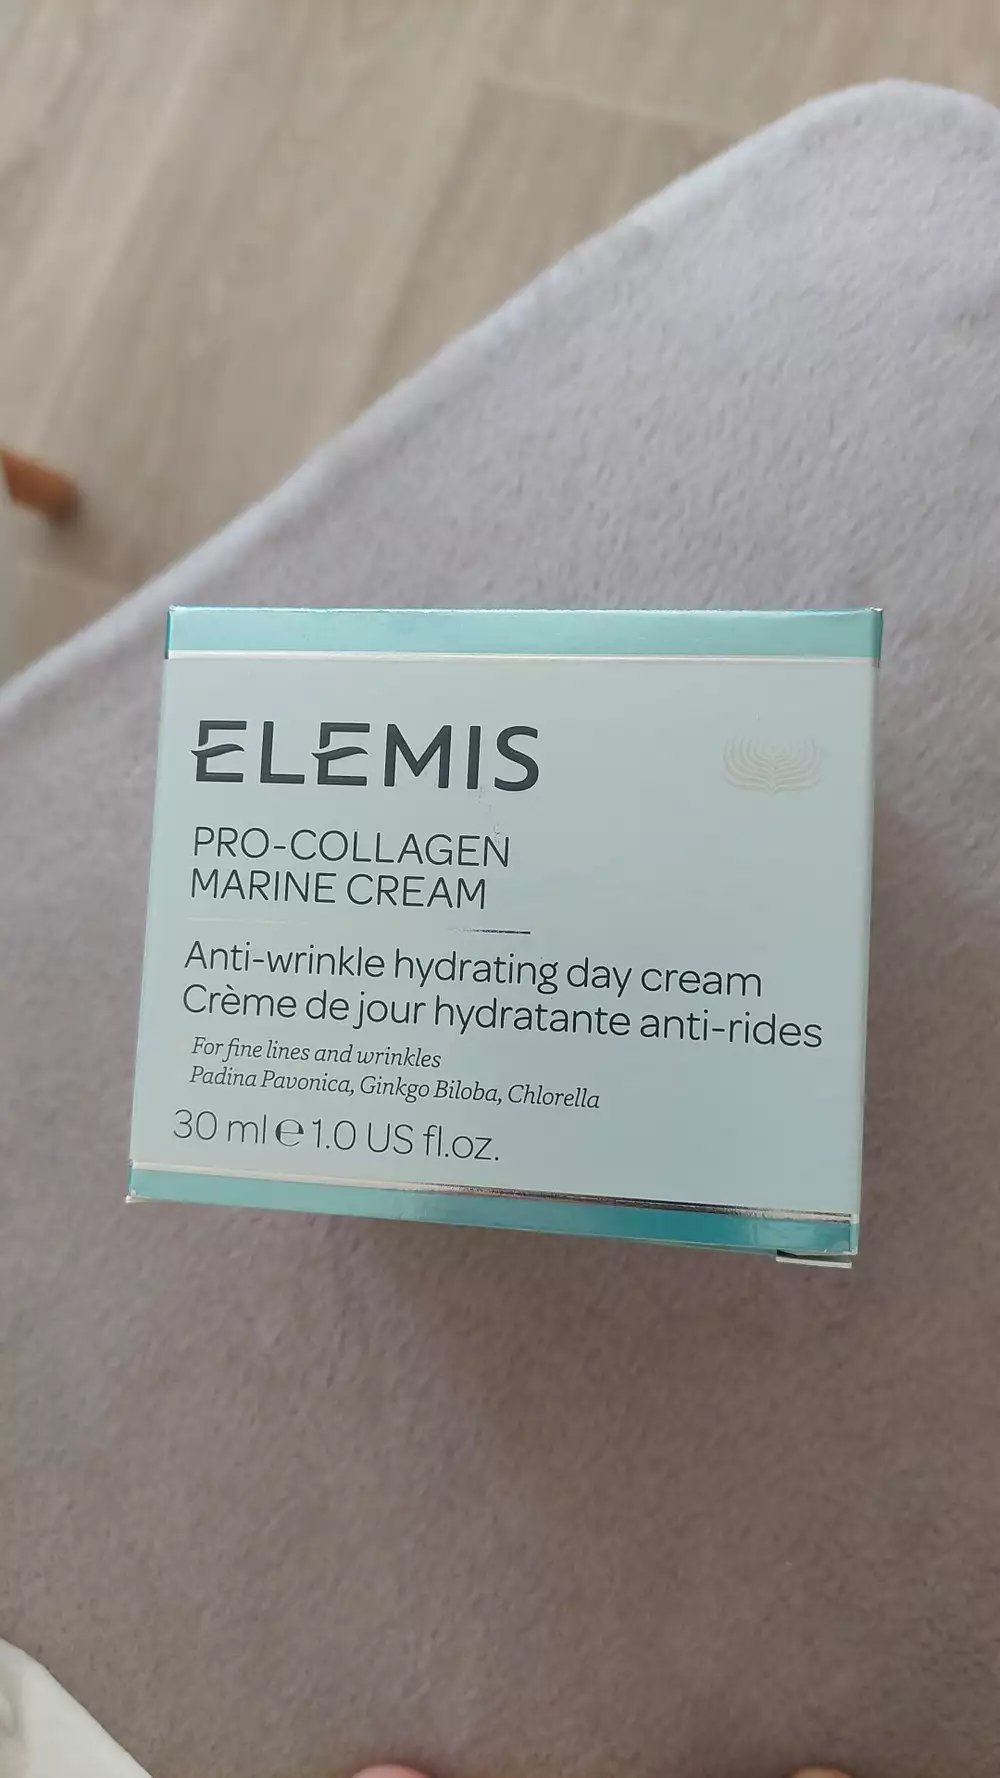 ELEMIS
PRO-COLLAGEN
MARINE CREAM
Anti-wrinkle hydrating day cream
Crème de jour hydratante anti-rides
For fine lines and wrinkles
Padina Pavonica, Ginkgo Biloba, Chlorella
30 ml e 1.0 US fl.oz.